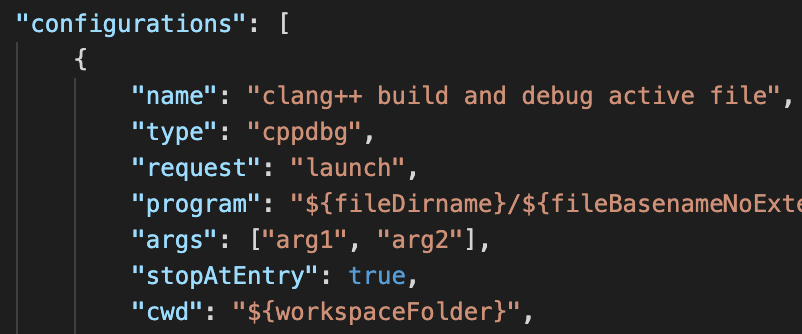 "configurations": [
{
"name": "clang++ build and debug active file",
"type": "cppdbg",
"request": "launch",
"program": "${fileDirname}/${fileBasenameNoExte
"args": ["arg1", "arg2"],
"stopAtEntry": true,
"cwd": "${workspaceFolder}",